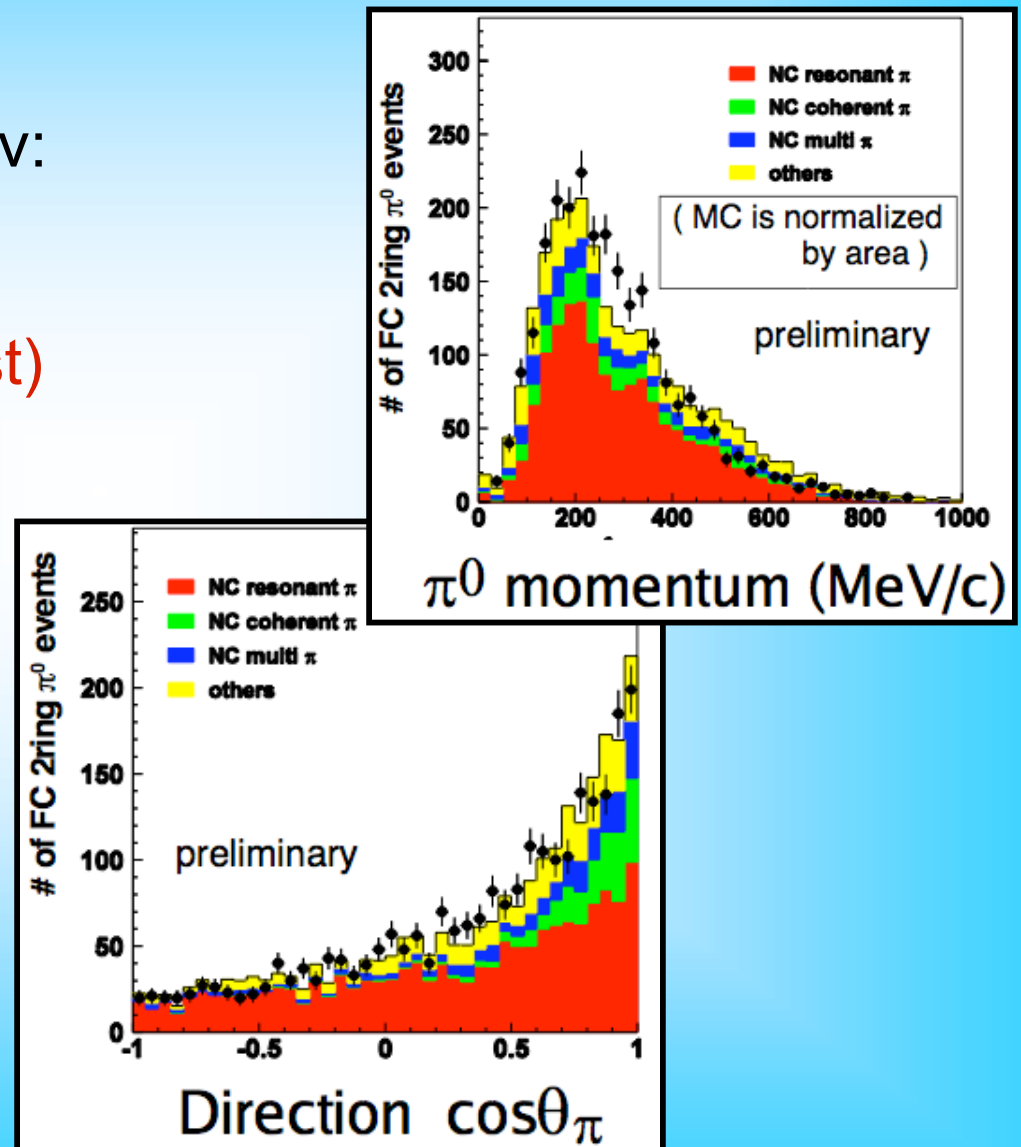 ν:
st)
# of FC 2ring π⁰ events
300
250
200
150
100
50
0
NC resonant π
NC coherent π
NC multi π
others
( MC is normalized
by area )
preliminary
0 200 400 600 800 1000
π⁰ momentum (MeV/c)
# of FC 2ring π⁰ events
250
200
150
100
50
0
NC resonant π
NC coherent π
NC multi π
others
preliminary
-1 -0.5 0 0.5 1
Direction cosθπ